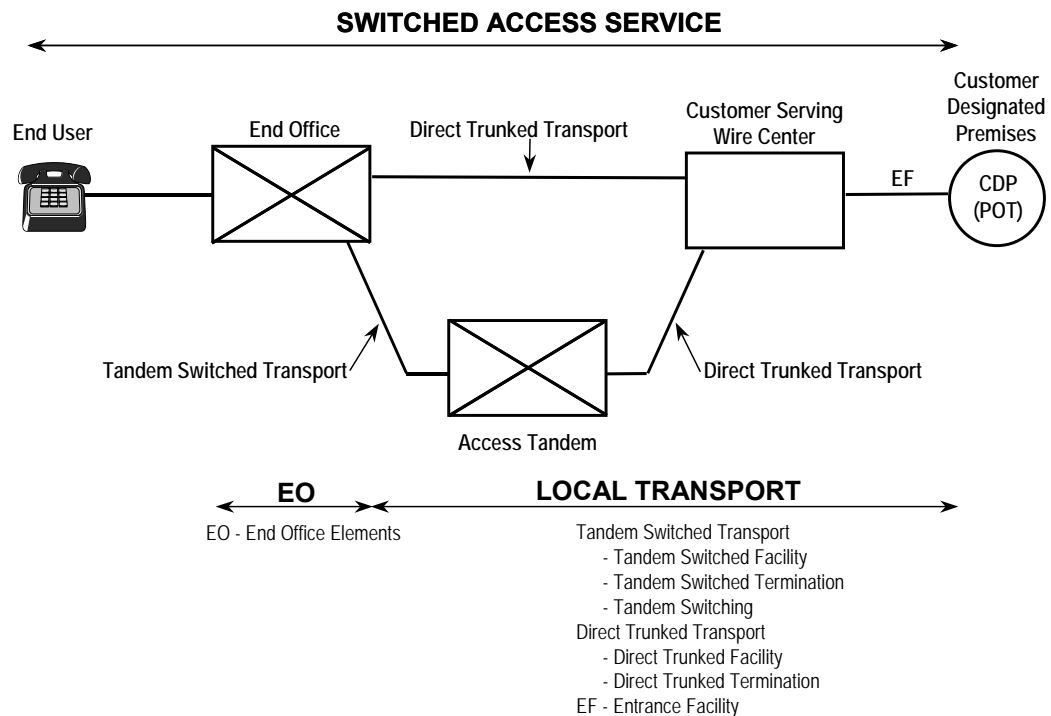 SWITCHED ACCESS SERVICE
Customer
Designated
Premises
End User
End Office
Direct Trunked Transport
Customer Serving
Wire Center
EF
CDP
(POT)
Tandem Switched Transport
Direct Trunked Transport
Access Tandem
EO
LOCAL TRANSPORT
EO - End Office Elements
Tandem Switched Transport
- Tandem Switched Facility
- Tandem Switched Termination
- Tandem Switching
Direct Trunked Transport
- Direct Trunked Facility
- Direct Trunked Termination
EF - Entrance Facility